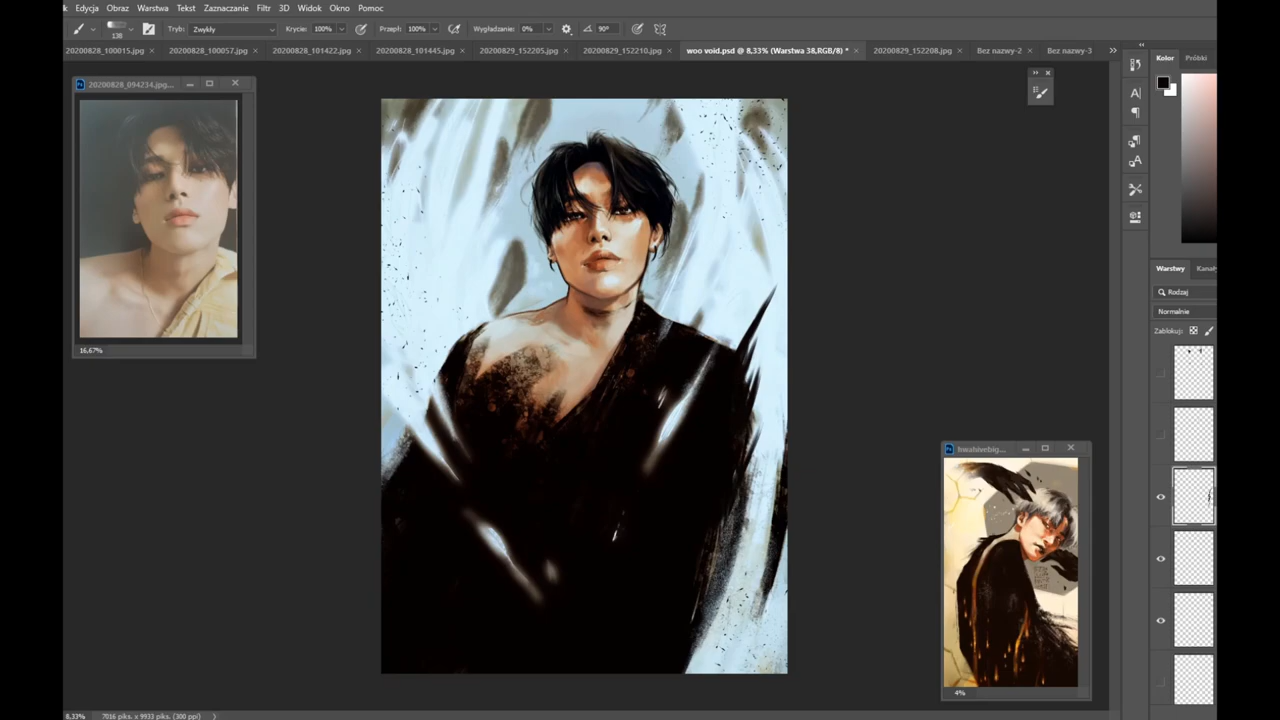 k Edycja Obraz Warstwa Tekst Zaznaczanie Filtr 3D Widok Okno Pomoc
138 Tryb: Zwykły Krycie: 100% Przepł: 100% Wygładzanie: 0% 90°
20200828_100015.jpg × 20200828_100057.jpg × 20200828_101422.jpg × 20200828_101445.jpg × 20200829_152205.jpg × 20200829_152210.jpg × woo void.psd @ 8,33% (Warstwa 38,RGB/8) * × 20200829_152208.jpg × Bez nazwy-2 × Bez nazwy-3
Kolor Próbki
20200828_094234.jpg...
16,67%
Warstwy Kanały
Rodzaj
Normalnie
Zablokuj:
hwahivebig...
4%
8,33% 7016 piks. x 9933 piks. (300 ppi)